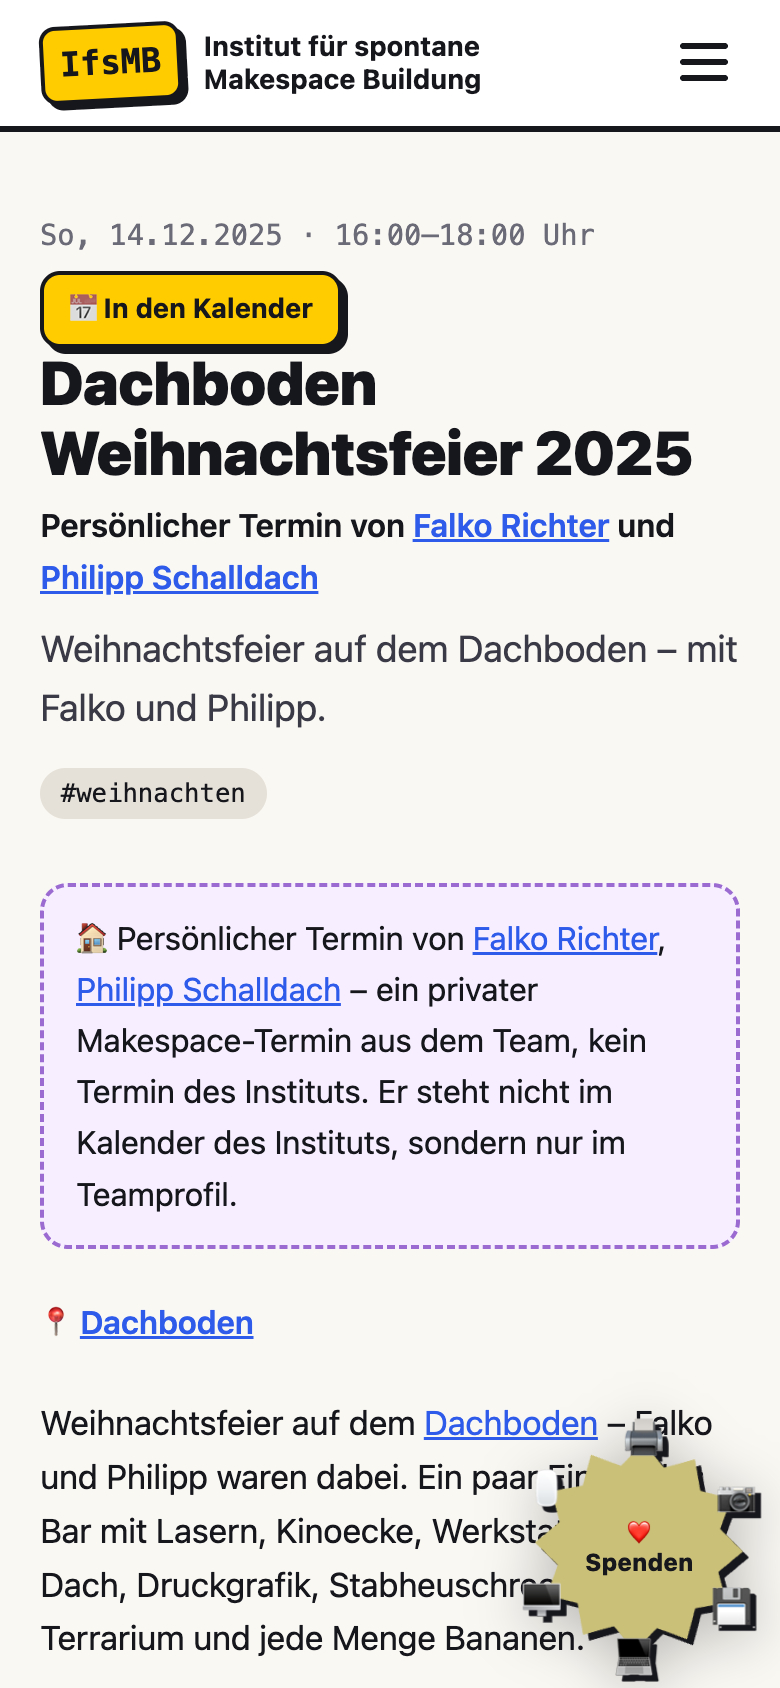 IfsMB
Institut für spontane
Makespace Buildung
So, 14.12.2025 · 16:00–18:00 Uhr
📅 In den Kalender
Dachboden
Weihnachtsfeier 2025
Persönlicher Termin von Falko Richter und
Philipp Schalldach
Weihnachtsfeier auf dem Dachboden – mit
Falko und Philipp.
#weihnachten
🏠 Persönlicher Termin von Falko Richter,
Philipp Schalldach – ein privater
Makespace-Termin aus dem Team, kein
Termin des Instituts. Er steht nicht im
Kalender des Instituts, sondern nur im
Teamprofil.
📍 Dachboden
Weihnachtsfeier auf dem Dachboden – Falko
und Philipp waren dabei. Ein paar
Bar mit Lasern, Kinoecke,
Dach, Druckgrafik,
Terrarium und jede Menge Bananen.
❤️
Spenden